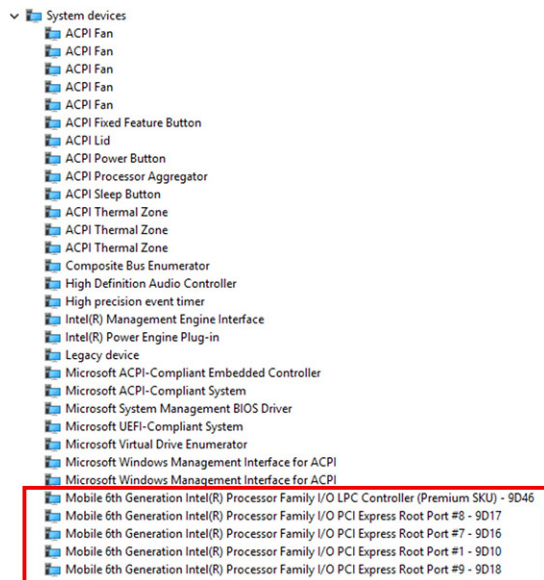 System devices
ACPI Fan
ACPI Fan
ACPI Fan
ACPI Fan
ACPI Fan
ACPI Fixed Feature Button
ACPI Lid
ACPI Power Button
ACPI Processor Aggregator
ACPI Sleep Button
ACPI Thermal Zone
ACPI Thermal Zone
ACPI Thermal Zone
Composite Bus Enumerator
High Definition Audio Controller
High precision event timer
Intel(R) Management Engine Interface
Intel(R) Power Engine Plug-in
Legacy device
Microsoft ACPI-Compliant Embedded Controller
Microsoft ACPI-Compliant System
Microsoft System Management BIOS Driver
Microsoft UEFI-Compliant System
Microsoft Virtual Drive Enumerator
Microsoft Windows Management Interface for ACPI
Microsoft Windows Management Interface for ACPI
Mobile 6th Generation Intel(R) Processor Family I/O LPC Controller (Premium SKU) - 9D46
Mobile 6th Generation Intel(R) Processor Family I/O PCI Express Root Port #8 - 9D17
Mobile 6th Generation Intel(R) Processor Family I/O PCI Express Root Port #7 - 9D16
Mobile 6th Generation Intel(R) Processor Family I/O PCI Express Root Port #1 - 9D10
Mobile 6th Generation Intel(R) Processor Family I/O PCI Express Root Port #9 - 9D18